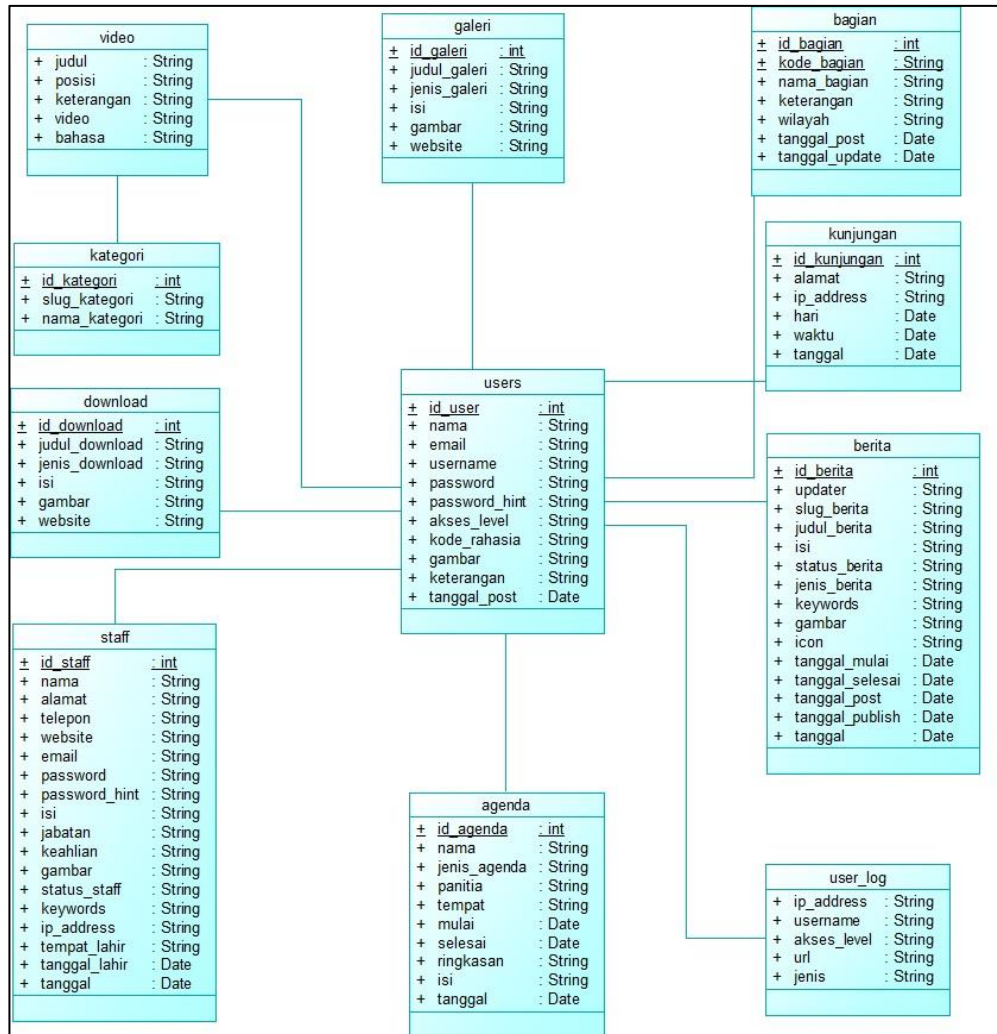 video
+ judul : String
+ posisi : String
+ keterangan : String
+ video : String
+ bahasa : String
galeri
+ id_galeri : int
+ judul_galeri : String
+ jenis_galeri : String
+ isi : String
+ gambar : String
+ website : String
bagian
+ id_bagian : int
+ kode_bagian : String
+ nama_bagian : String
+ keterangan : String
+ wilayah : String
+ tanggal_post : Date
+ tanggal_update : Date
kategori
+ id_kategori : int
+ slug_kategori : String
+ nama_kategori : String
kunjungan
+ id_kunjungan : int
+ alamat : String
+ ip_address : String
+ hari : Date
+ waktu : Date
+ tanggal : Date
download
+ id_download : int
+ judul_download : String
+ jenis_download : String
+ isi : String
+ gambar : String
+ website : String
users
+ id_user : int
+ nama : String
+ email : String
+ username : String
+ password : String
+ password_hint : String
+ akses_level : String
+ kode_rahasia : String
+ gambar : String
+ keterangan : String
+ tanggal_post : Date
berita
+ id_berita : int
+ updater : String
+ slug_berita : String
+ judul_berita : String
+ isi : String
+ status_berita : String
+ jenis_berita : String
+ keywords : String
+ gambar : String
+ icon : String
+ tanggal_mulai : Date
+ tanggal_selesai : Date
+ tanggal_post : Date
+ tanggal_publish : Date
+ tanggal : Date
staff
+ id_staff : int
+ nama : String
+ alamat : String
+ telepon : String
+ website : String
+ email : String
+ password : String
+ password_hint : String
+ isi : String
+ jabatan : String
+ keahlian : String
+ gambar : String
+ status_staff : String
+ keywords : String
+ ip_address : String
+ tempat_lahir : String
+ tanggal_lahir : Date
+ tanggal : Date
agenda
+ id_agenda : int
+ nama : String
+ jenis_agenda : String
+ panitia : String
+ tempat : String
+ mulai : Date
+ selesai : Date
+ ringkasan : String
+ isi : String
+ tanggal : Date
user_log
+ ip_address : String
+ username : String
+ akses_level : String
+ url : String
+ jenis : String